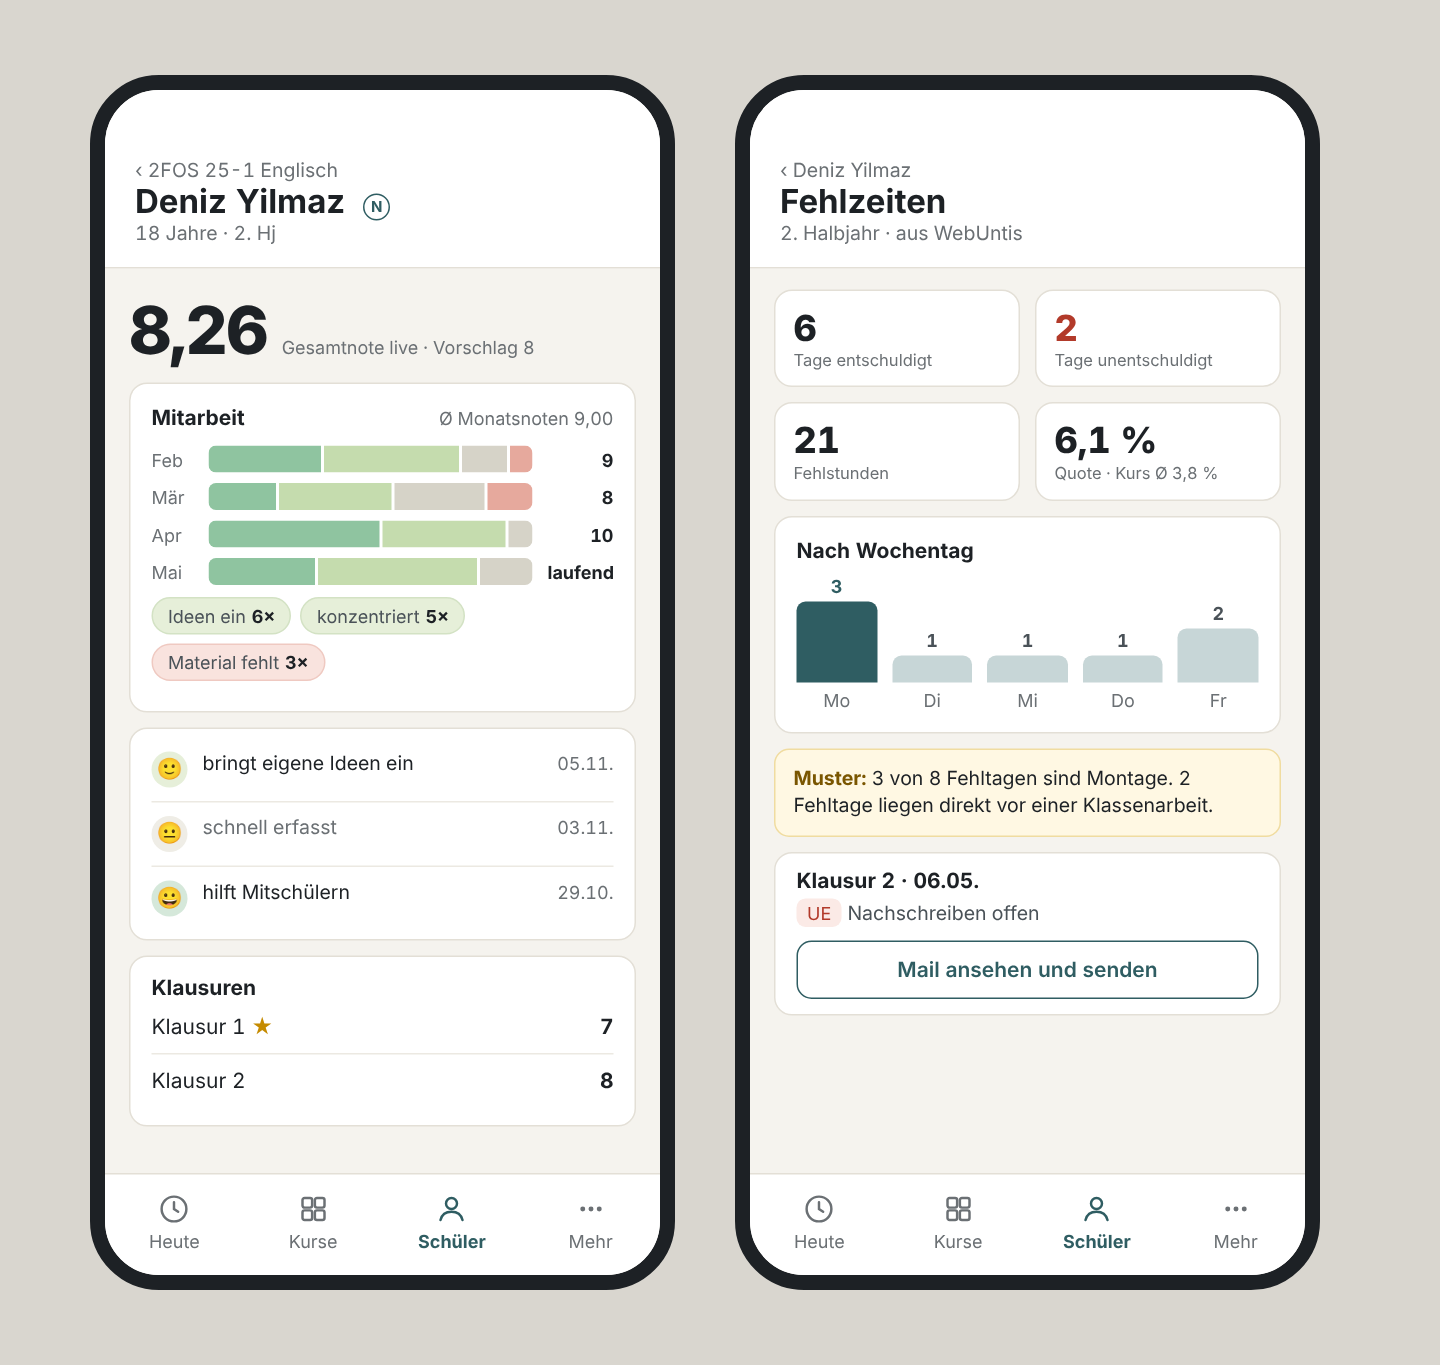 ‹ 2FOS 25-1 Englisch
Deniz Yilmaz N
18 Jahre · 2. Hj
8,26 Gesamtnote live · Vorschlag 8
Mitarbeit Ø Monatsnoten 9,00
Feb 9
Mär 8
Apr 10
Mai laufend
Ideen ein 6× konzentriert 5×
Material fehlt 3×
bringt eigene Ideen ein 05.11.
schnell erfasst 03.11.
hilft Mitschülern 29.10.
Klausuren
Klausur 1 ★ 7
Klausur 2 8
Heute Kurse Schüler Mehr
‹ Deniz Yilmaz
Fehlzeiten
2. Halbjahr · aus WebUntis
6 2
Tage entschuldigt Tage unentschuldigt
21 6,1 %
Fehlstunden Quote · Kurs Ø 3,8 %
Nach Wochentag
3 1 1 1 2
Mo Di Mi Do Fr
Muster: 3 von 8 Fehltagen sind Montage. 2
Fehltage liegen direkt vor einer Klassenarbeit.
Klausur 2 · 06.05.
UE Nachschreiben offen
Mail ansehen und senden
Heute Kurse Schüler Mehr